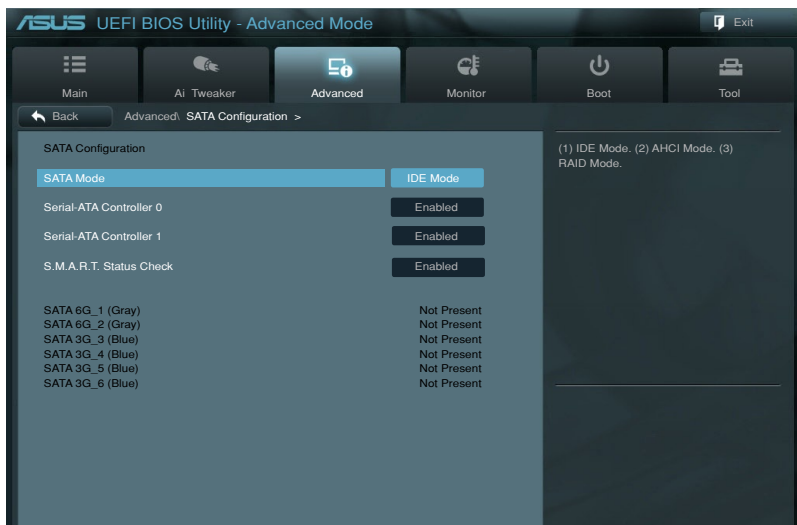 ASUS UEFI BIOS Utility - Advanced Mode
Exit
Main
Ai Tweaker
Advanced
Monitor
Boot
Tool
Back
Advanced\ SATA Configuration >
SATA Configuration
SATA Mode IDE Mode
Serial-ATA Controller 0 Enabled
Serial-ATA Controller 1 Enabled
S.M.A.R.T. Status Check Enabled
SATA 6G_1 (Gray) Not Present
SATA 6G_2 (Gray) Not Present
SATA 3G_3 (Blue) Not Present
SATA 3G_4 (Blue) Not Present
SATA 3G_5 (Blue) Not Present
SATA 3G_6 (Blue) Not Present
(1) IDE Mode. (2) AHCI Mode. (3)
RAID Mode.